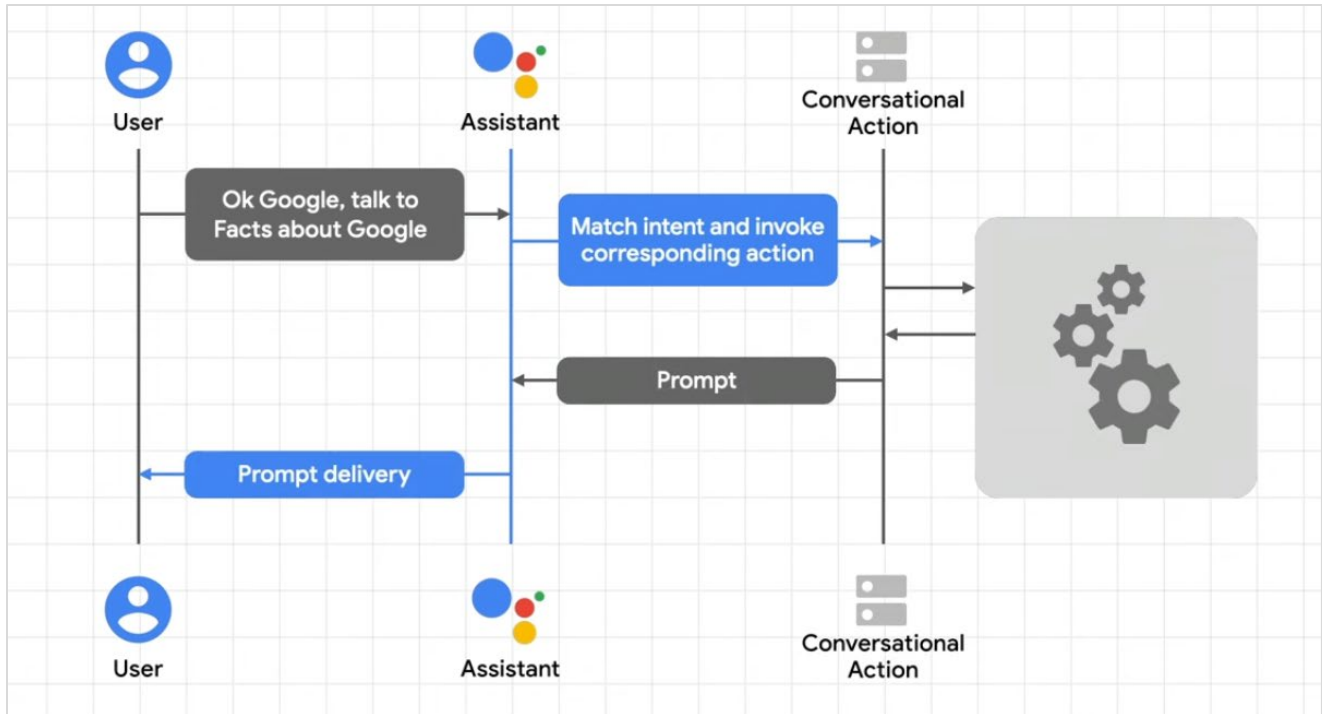 User
Assistant
Conversational
Action
Ok Google, talk to
Facts about Google
Match intent and invoke
corresponding action
Prompt
Prompt delivery
User
Assistant
Conversational
Action